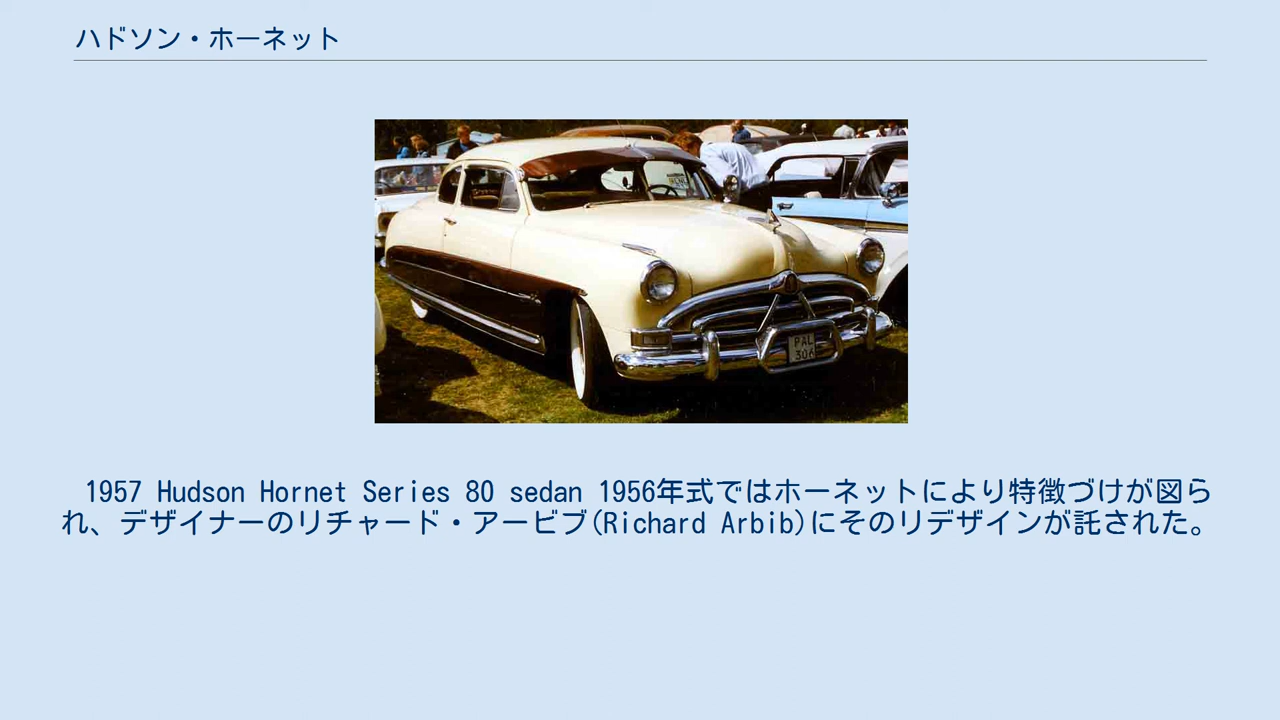 ハドソン・ホーネット
PAL
306
1957 Hudson Hornet Series 80 sedan 1956年式ではホーネットにより特徴づけが図ら
れ、デザイナーのリチャード・アービブ(Richard Arbib)にそのリデザインが託された。